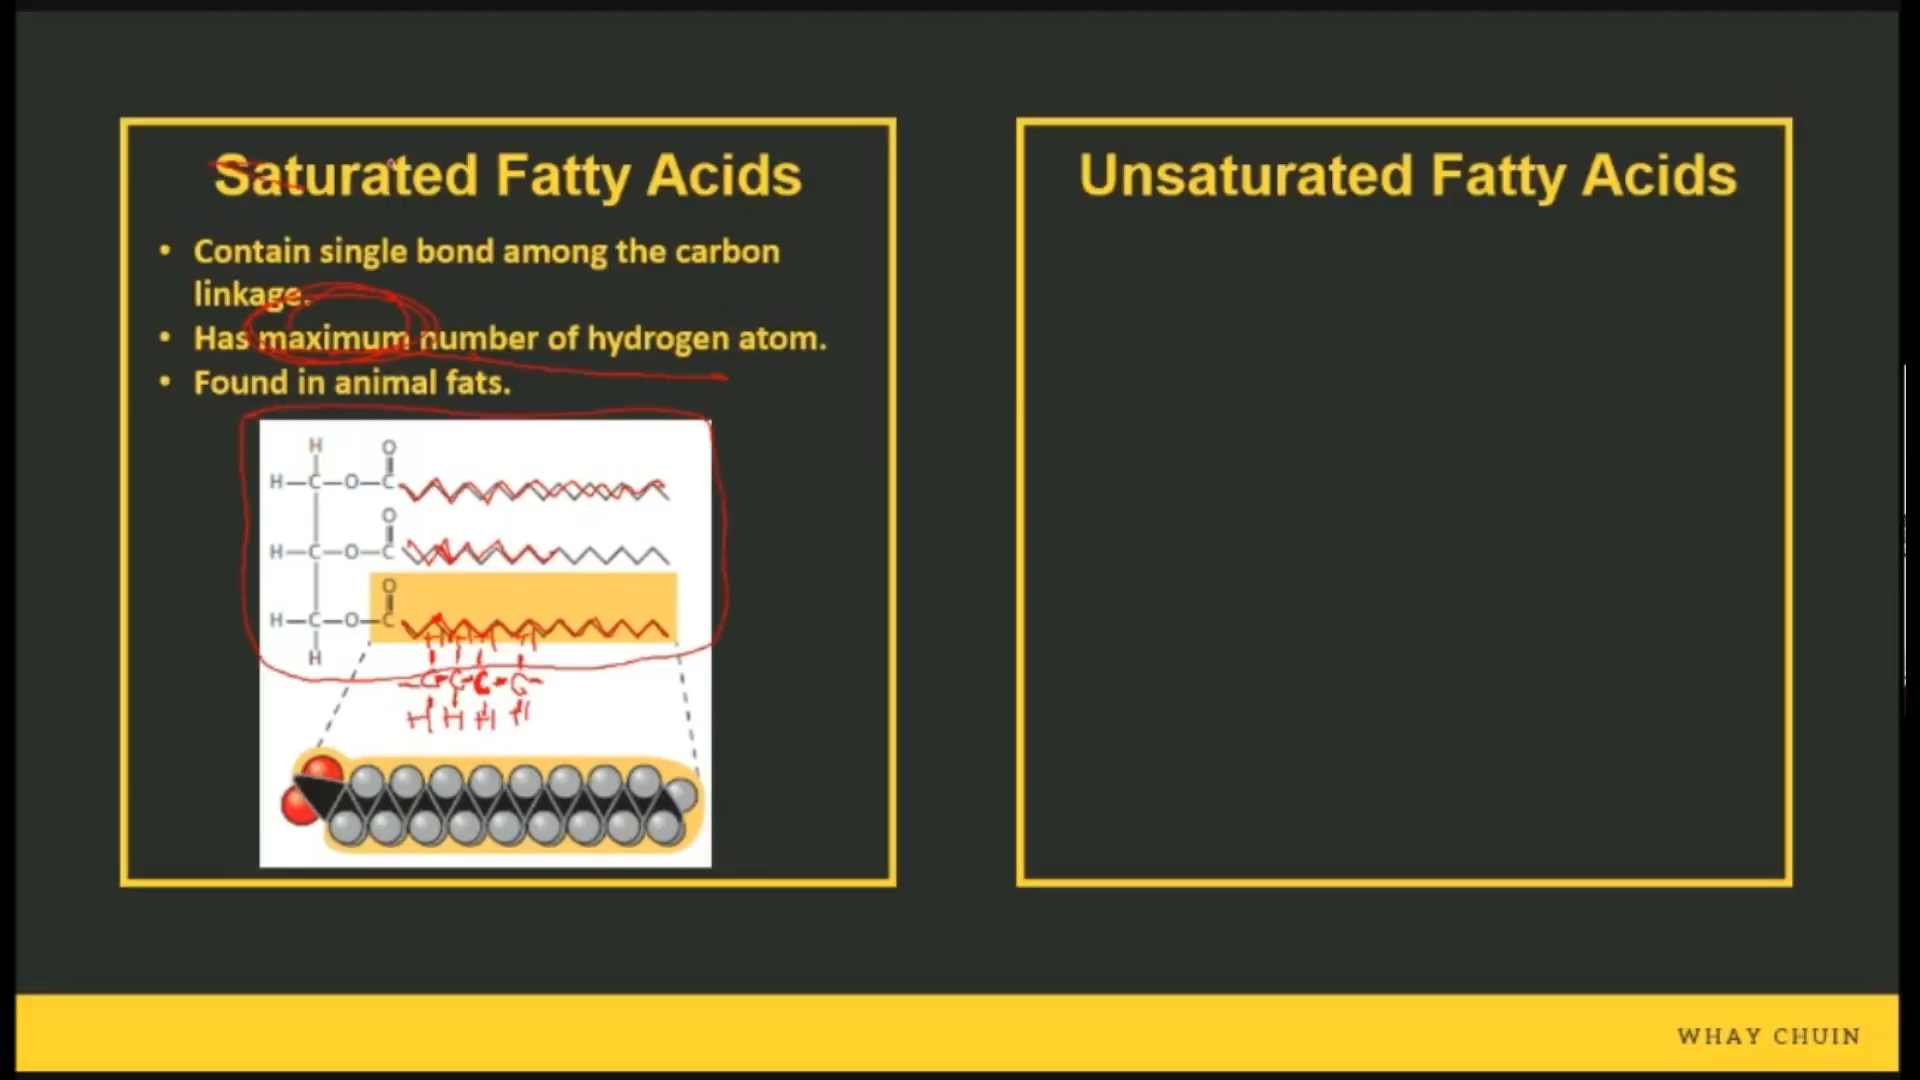 Saturated Fatty Acids
• Contain single bond among the carbon
linkage.
• Has maximum number of hydrogen atom.
• Found in animal fats.
H O
H—C—O—C
O
H—C—O—C
O
H—C—O—C
H
H H H H
–C–C–C–C–
H H H H
Unsaturated Fatty Acids
WHAY CHUIN